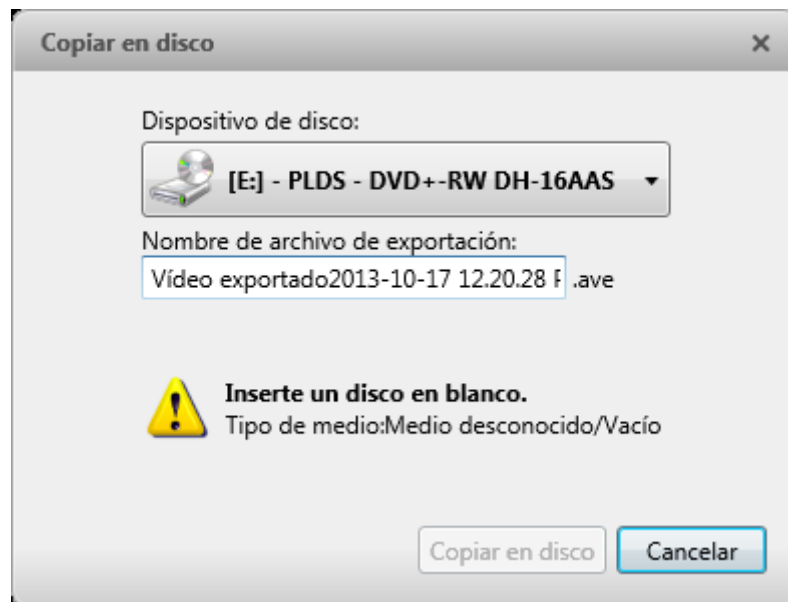 Copiar en disco
Dispositivo de disco:
[E:] - PLDS - DVD+-RW DH-16AAS
Nombre de archivo de exportación:
Vídeo exportado2013-10-17 12.20.28 .ave
Inserte un disco en blanco.
Tipo de medio:Medio desconocido/Vacío
Copiar en disco Cancelar